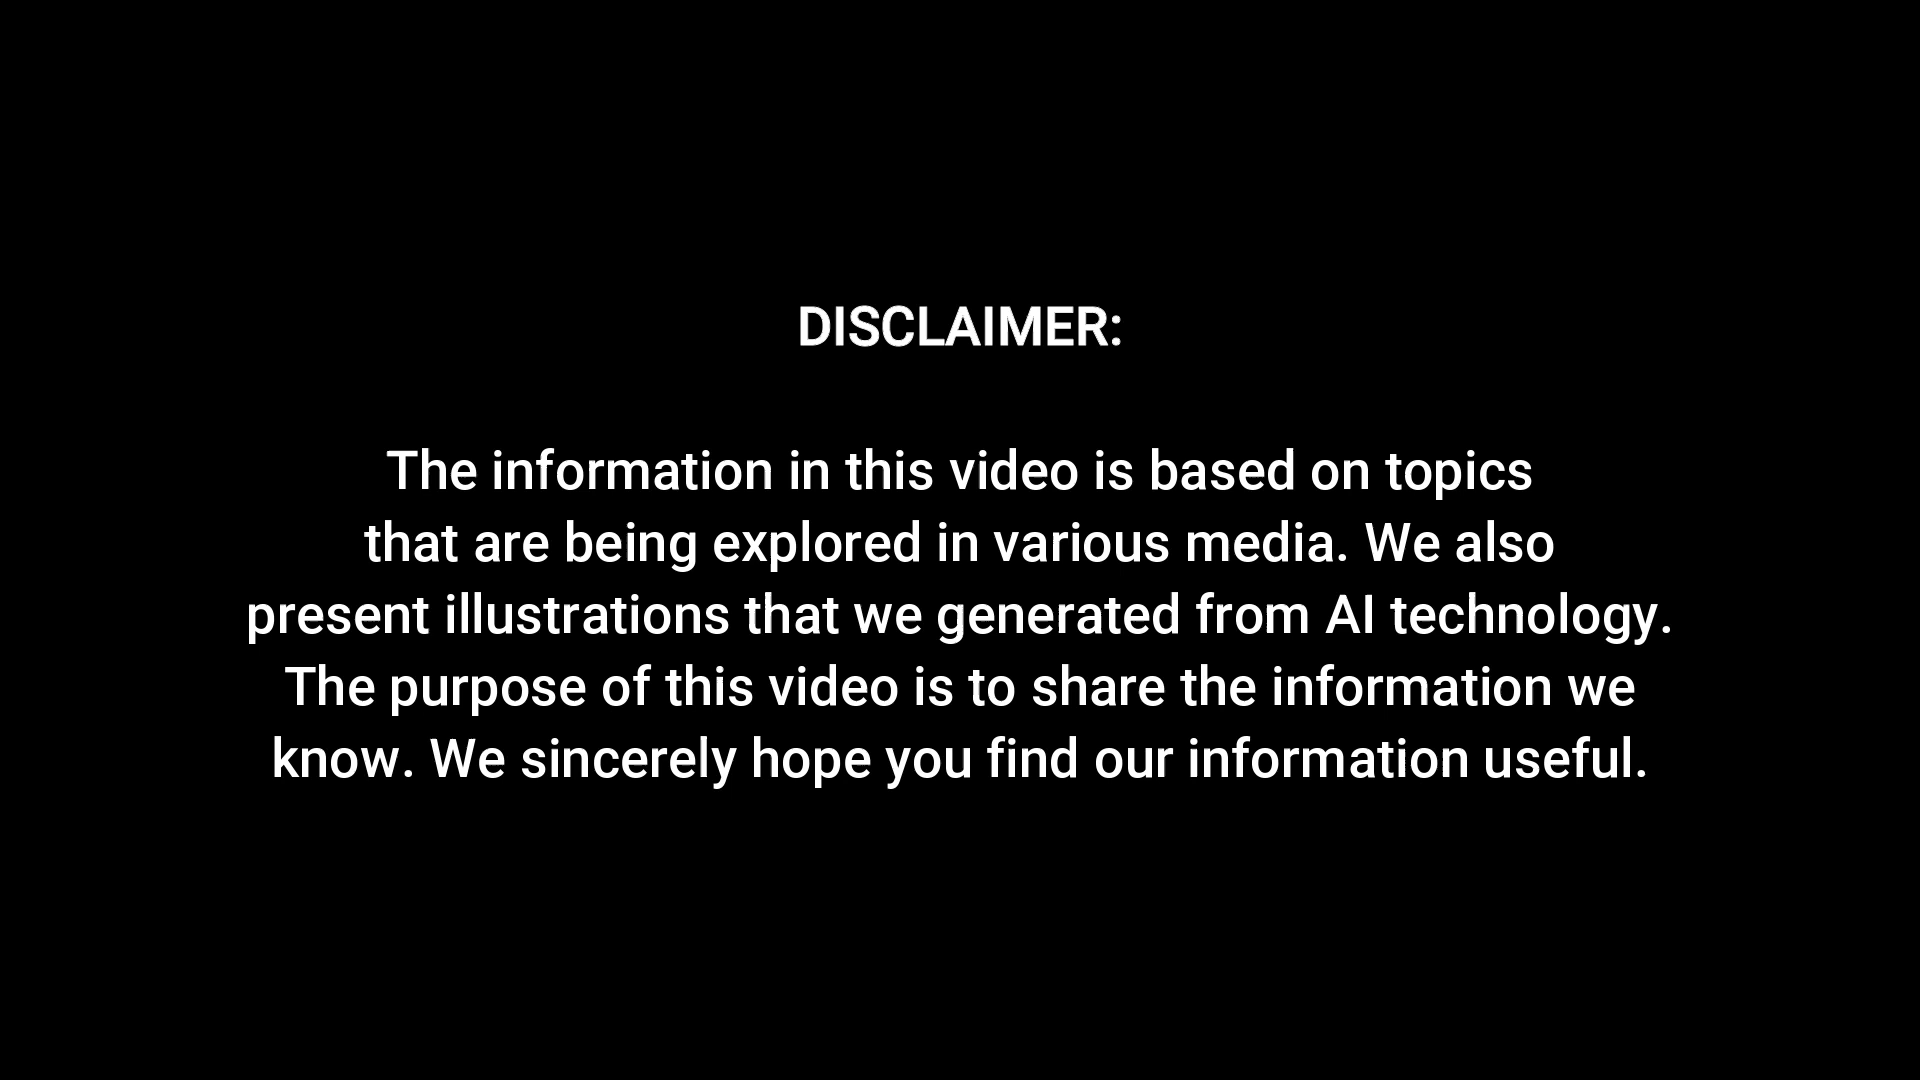 DISCLAIMER:
The information in this video is based on topics
that are being explored in various media. We also
present illustrations that we generated from AI technology.
The purpose of this video is to share the information we
know. We sincerely hope you find our information useful.